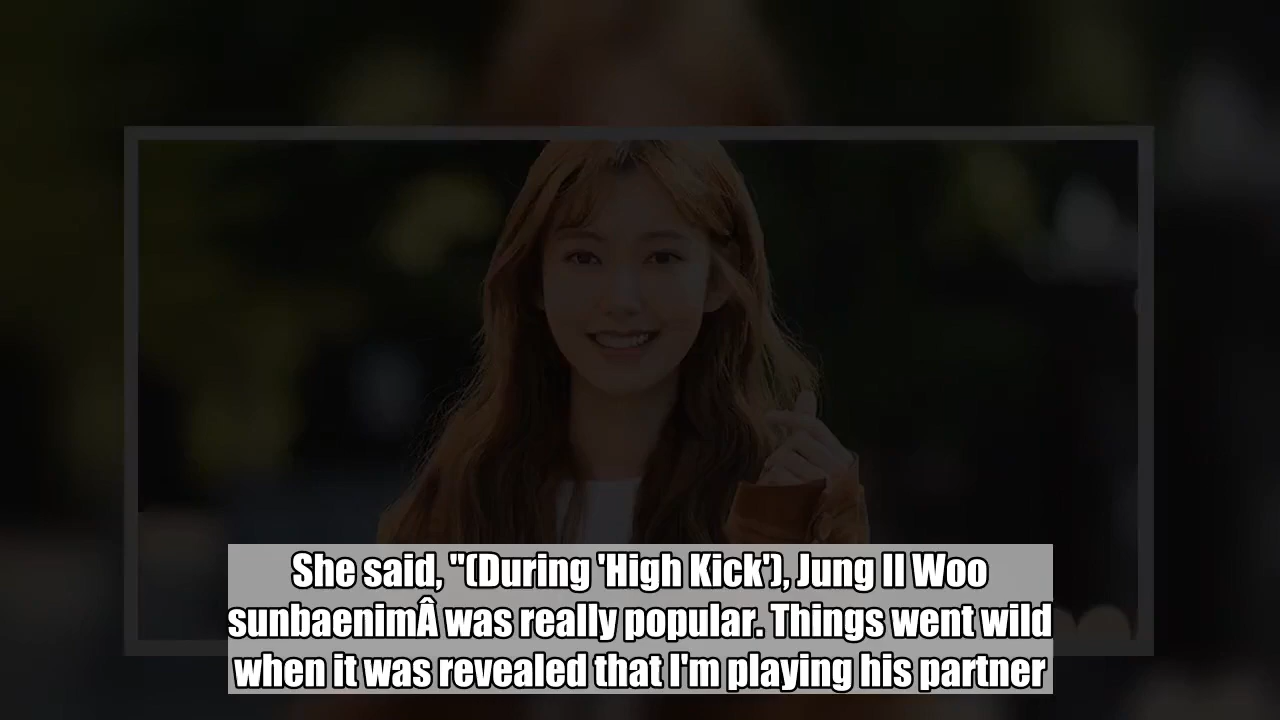 She said, "(During 'High Kick'), Jung Il Woo
sunbaenimÂ was really popular. Things went wild
when it was revealed that I'm playing his partner